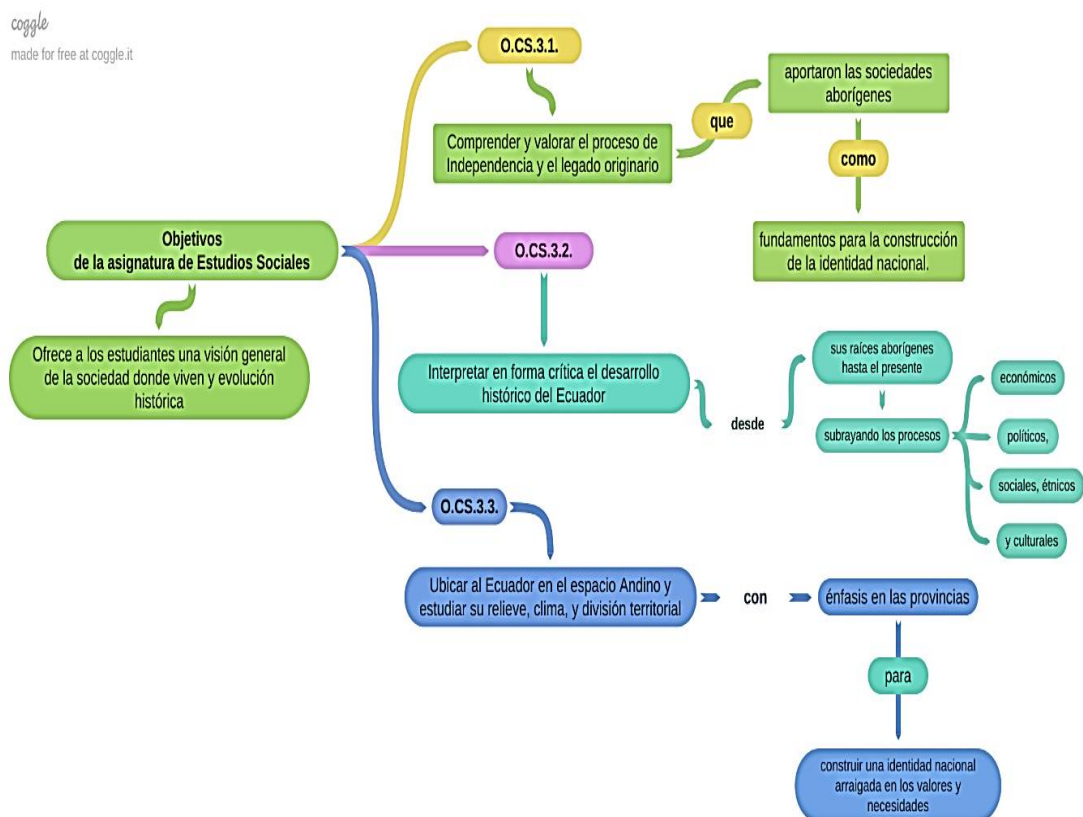 coggle
made for free at coggle.it
O.CS.3.1.
Comprender y valorar el proceso de
Independencia y el legado originario
que
aportaron las sociedades
aborígenes
como
fundamentos para la construcción
de la identidad nacional.
Objetivos
de la asignatura de Estudios Sociales
Ofrece a los estudiantes una visión general
de la sociedad donde viven y evolución
histórica
O.CS.3.2.
Interpretar en forma crítica el desarrollo
histórico del Ecuador
desde
sus raíces aborígenes
hasta el presente
subrayando los procesos
económicos
políticos,
sociales, étnicos
y culturales
O.CS.3.3.
Ubicar al Ecuador en el espacio Andino y
estudiar su relieve, clima, y división territorial
con
énfasis en las provincias
para
construir una identidad nacional
arraigada en los valores y
necesidades